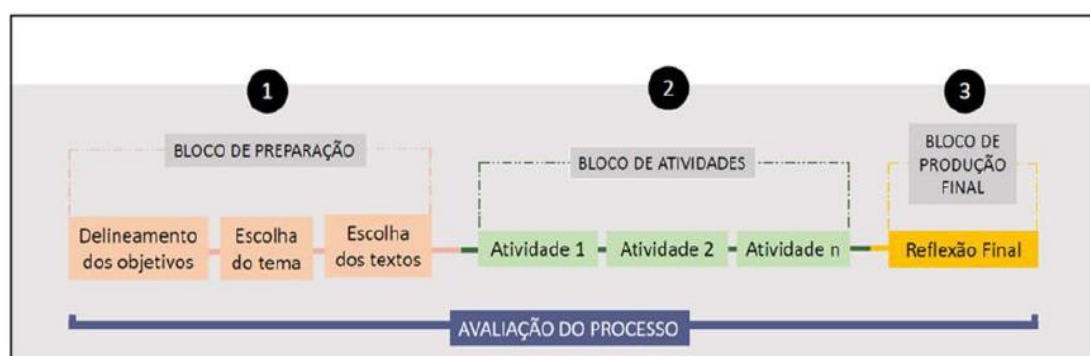 1
2
3
BLOCO DE PREPARAÇÃO
BLOCO DE ATIVIDADES
BLOCO DE
PRODUÇÃO
FINAL
Delineamento
dos objetivos
Escolha
do tema
Escolha
dos textos
Atividade 1
Atividade 2
Atividade n
Reflexão Final
AVALIAÇÃO DO PROCESSO